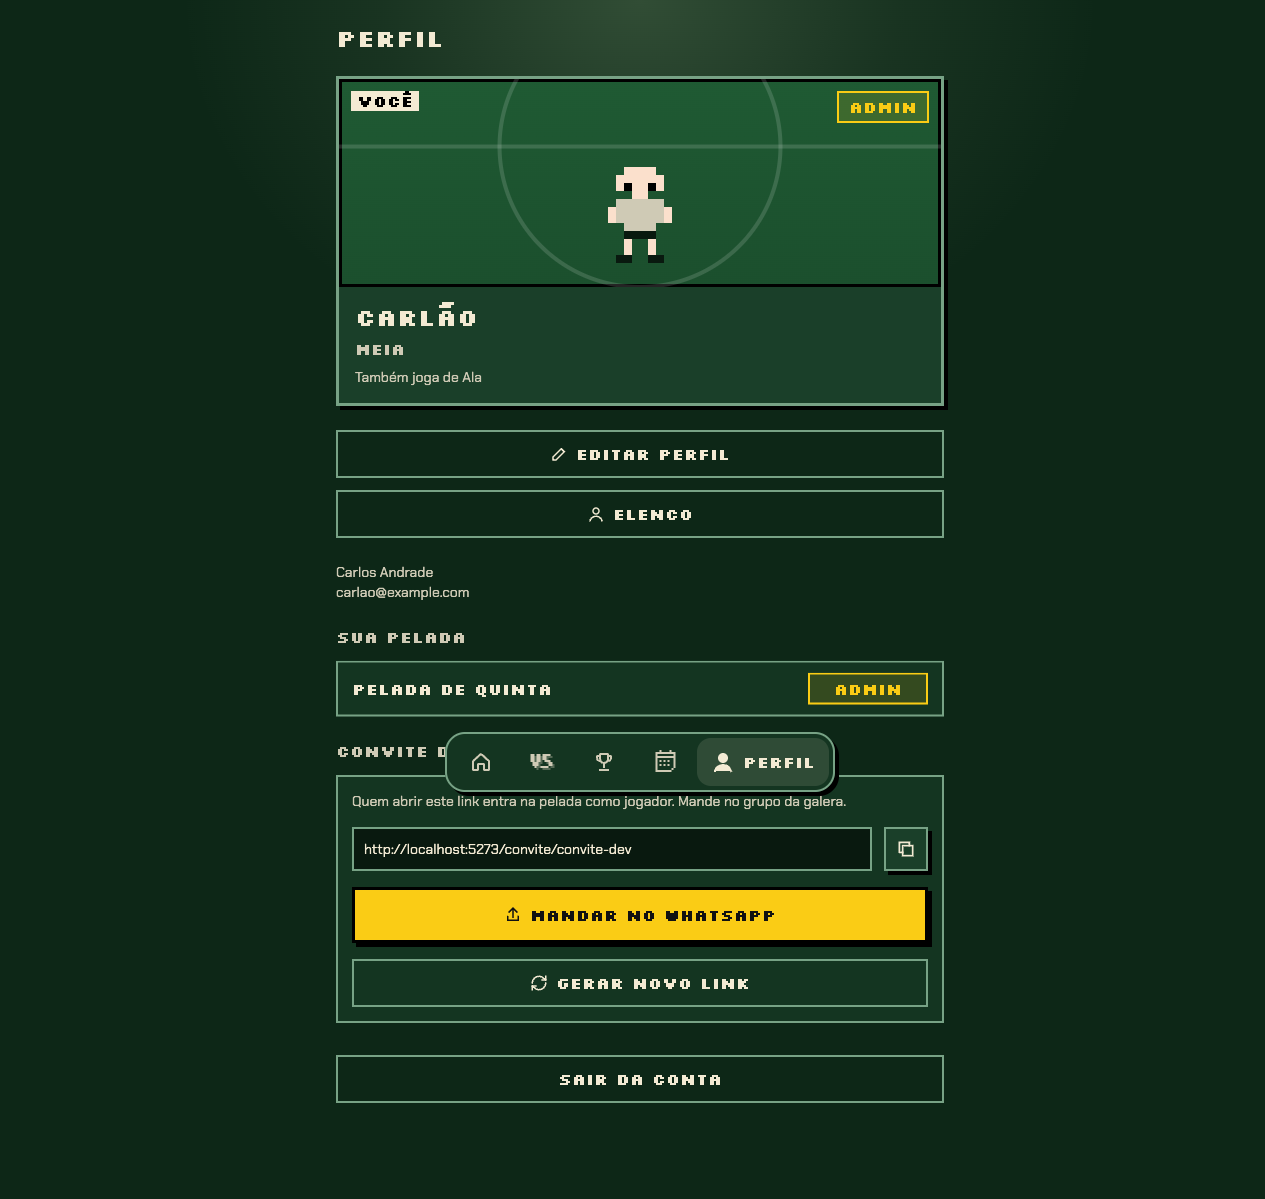 PERFIL
VOCÊ
ADMIN
CARLÃO
MEIA
Também joga de Ala
EDITAR PERFIL
ELENCO
Carlos Andrade
carlao@example.com
SUA PELADA
PELADA DE QUINTA
ADMIN
CONVITE
VS
PERFIL
Quem abrir este link entra na pelada como jogador. Mande no grupo da galera.
http://localhost:5273/convite/convite-dev
MANDAR NO WHATSAPP
GERAR NOVO LINK
SAIR DA CONTA